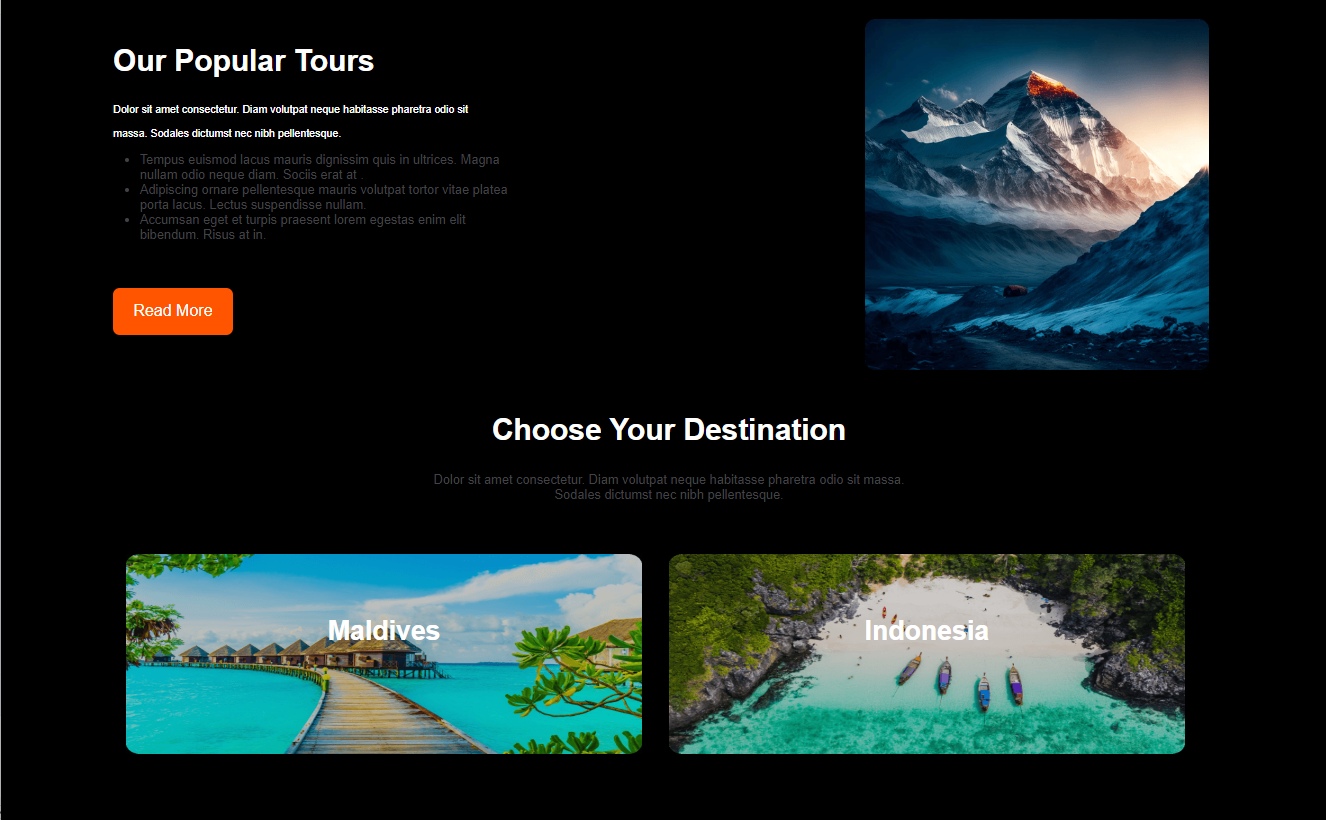 Our Popular Tours
Dolor sit amet consectetur. Diam volutpat neque habitasse pharetra odio sit
massa. Sodales dictumst nec nibh pellentesque.
Tempus euismod lacus mauris dignissim quis in ultrices. Magna
nullam odio neque diam. Sociis erat at .
Adipiscing ornare pellentesque mauris volutpat tortor vitae platea
porta lacus. Lectus suspendisse nullam.
Accumsan eget et turpis praesent lorem egestas enim elit
bibendum. Risus at in.
Read More
Choose Your Destination
Dolor sit amet consectetur. Diam volutpat neque habitasse pharetra odio sit massa.
Sodales dictumst nec nibh pellentesque.
Maldives
Indonesia